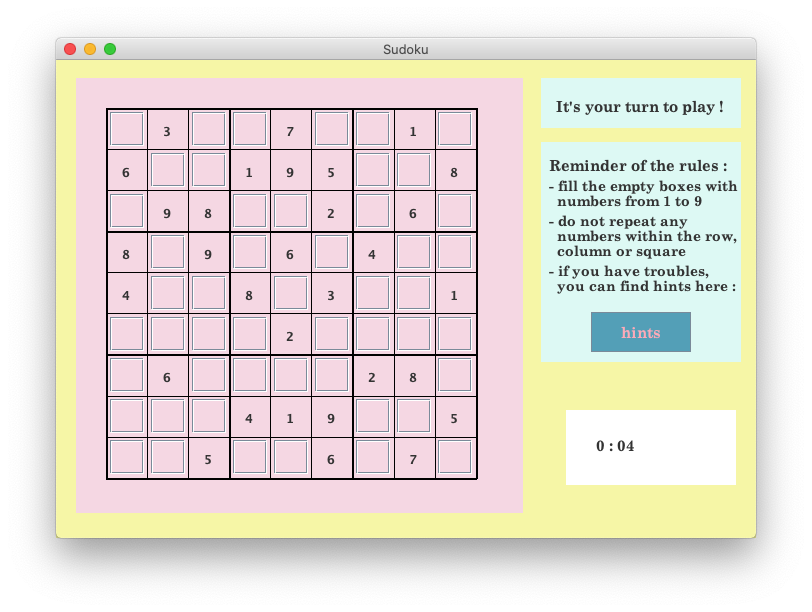 Sudoku
3 7 1
6 1 9 5 8
9 8 2 6
8 9 6 4
4 8 3 1
2
6 2 8
4 1 9 5
5 6 7
It's your turn to play !
Reminder of the rules :
- fill the empty boxes with
numbers from 1 to 9
- do not repeat any
numbers within the row,
column or square
- if you have troubles,
you can find hints here :
hints
0 : 04